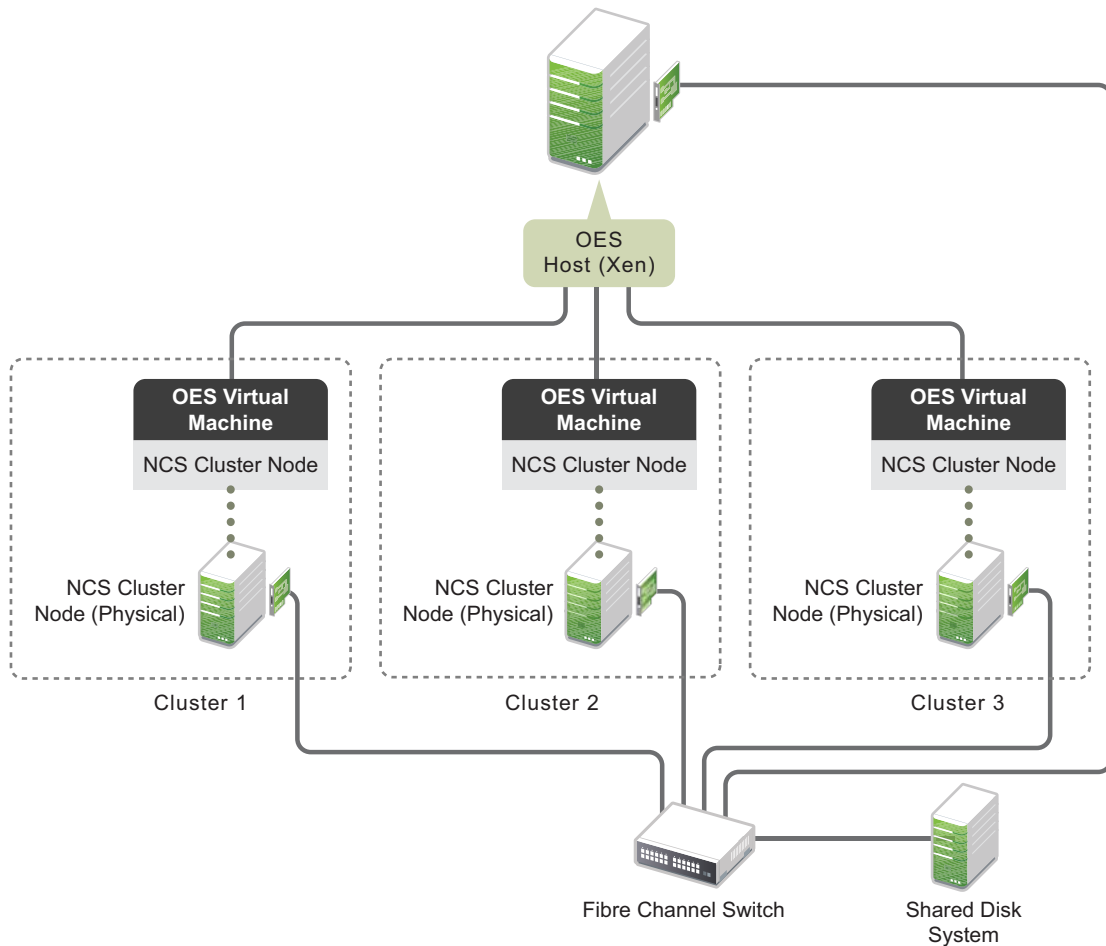 OES
Host (Xen)
OES Virtual
Machine
NCS Cluster Node
NCS Cluster
Node (Physical)
Cluster 1
OES Virtual
Machine
NCS Cluster Node
NCS Cluster
Node (Physical)
Cluster 2
OES Virtual
Machine
NCS Cluster Node
NCS Cluster
Node (Physical)
Cluster 3
Fibre Channel Switch
Shared Disk
System